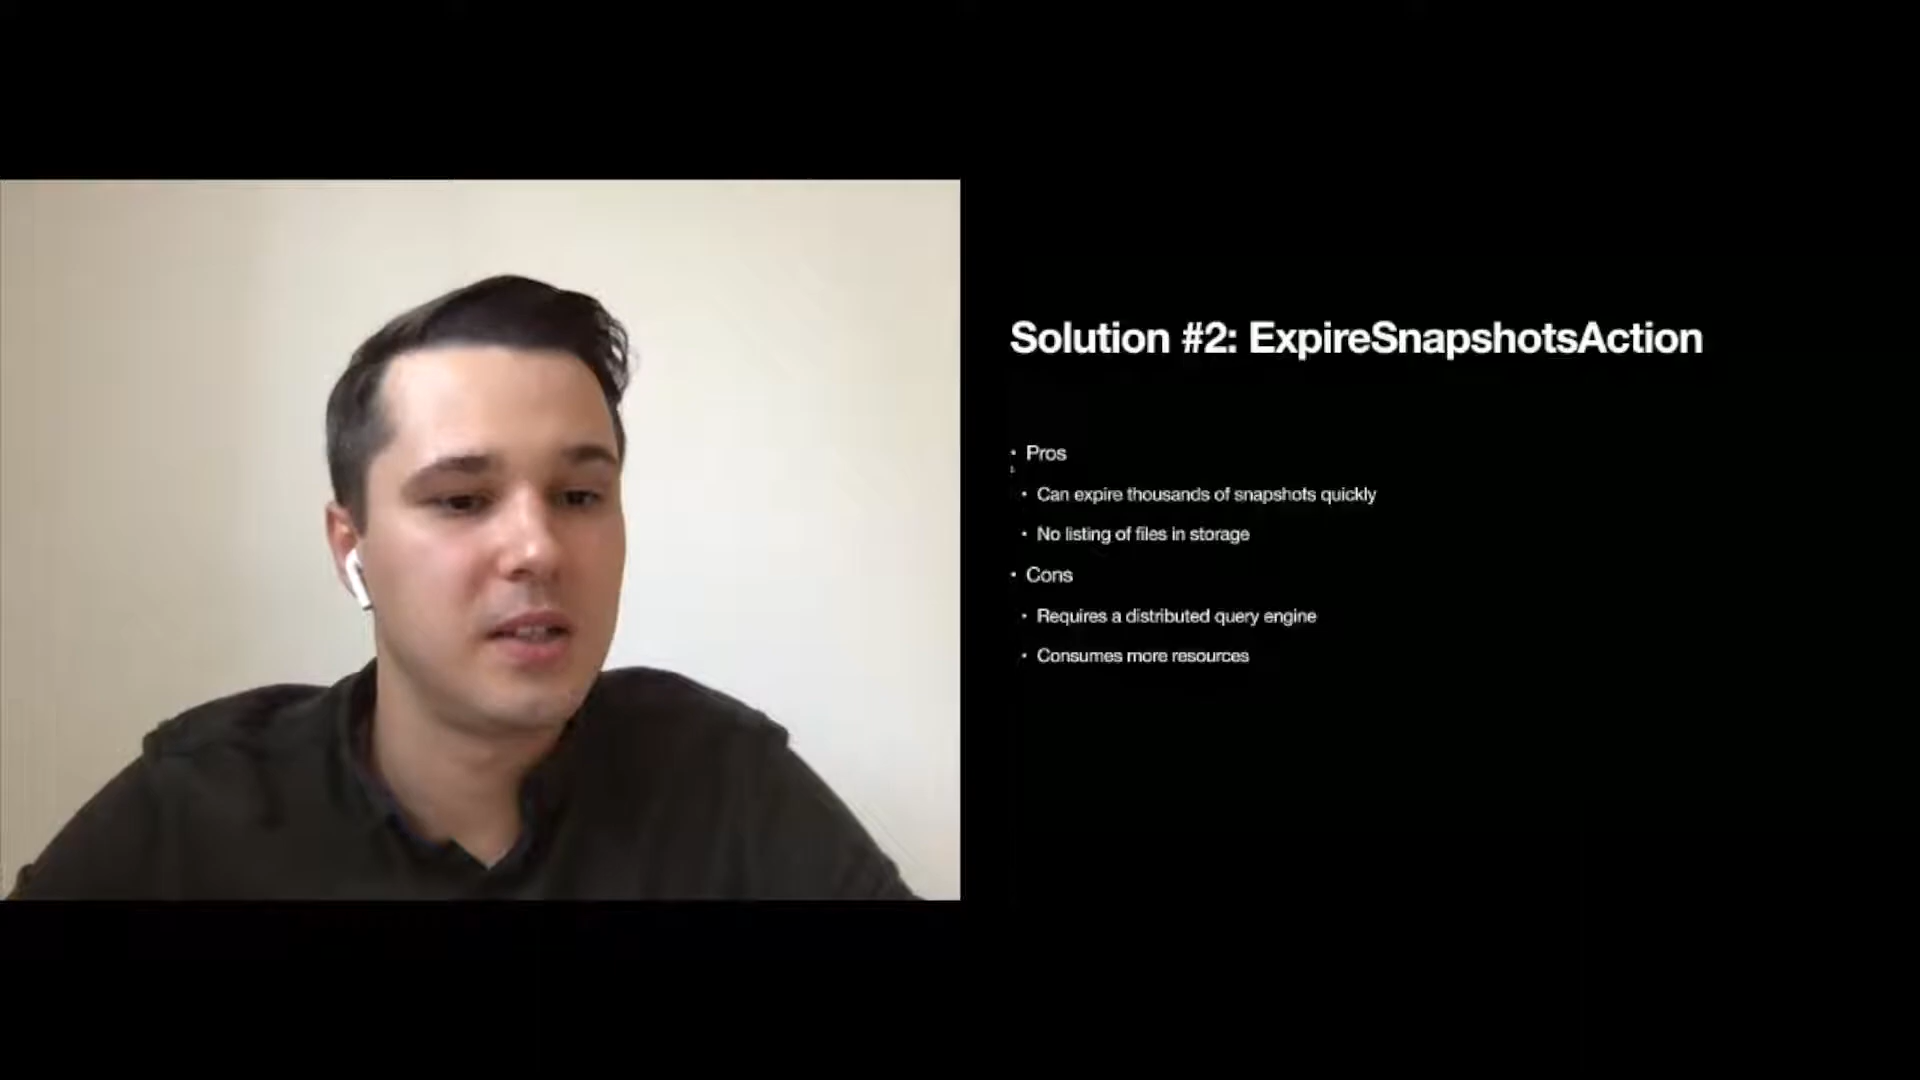 Solution #2: ExpireSnapshotsAction
• Pros
• Can expire thousands of snapshots quickly
• No listing of files in storage
• Cons
• Requires a distributed query engine
• Consumes more resources